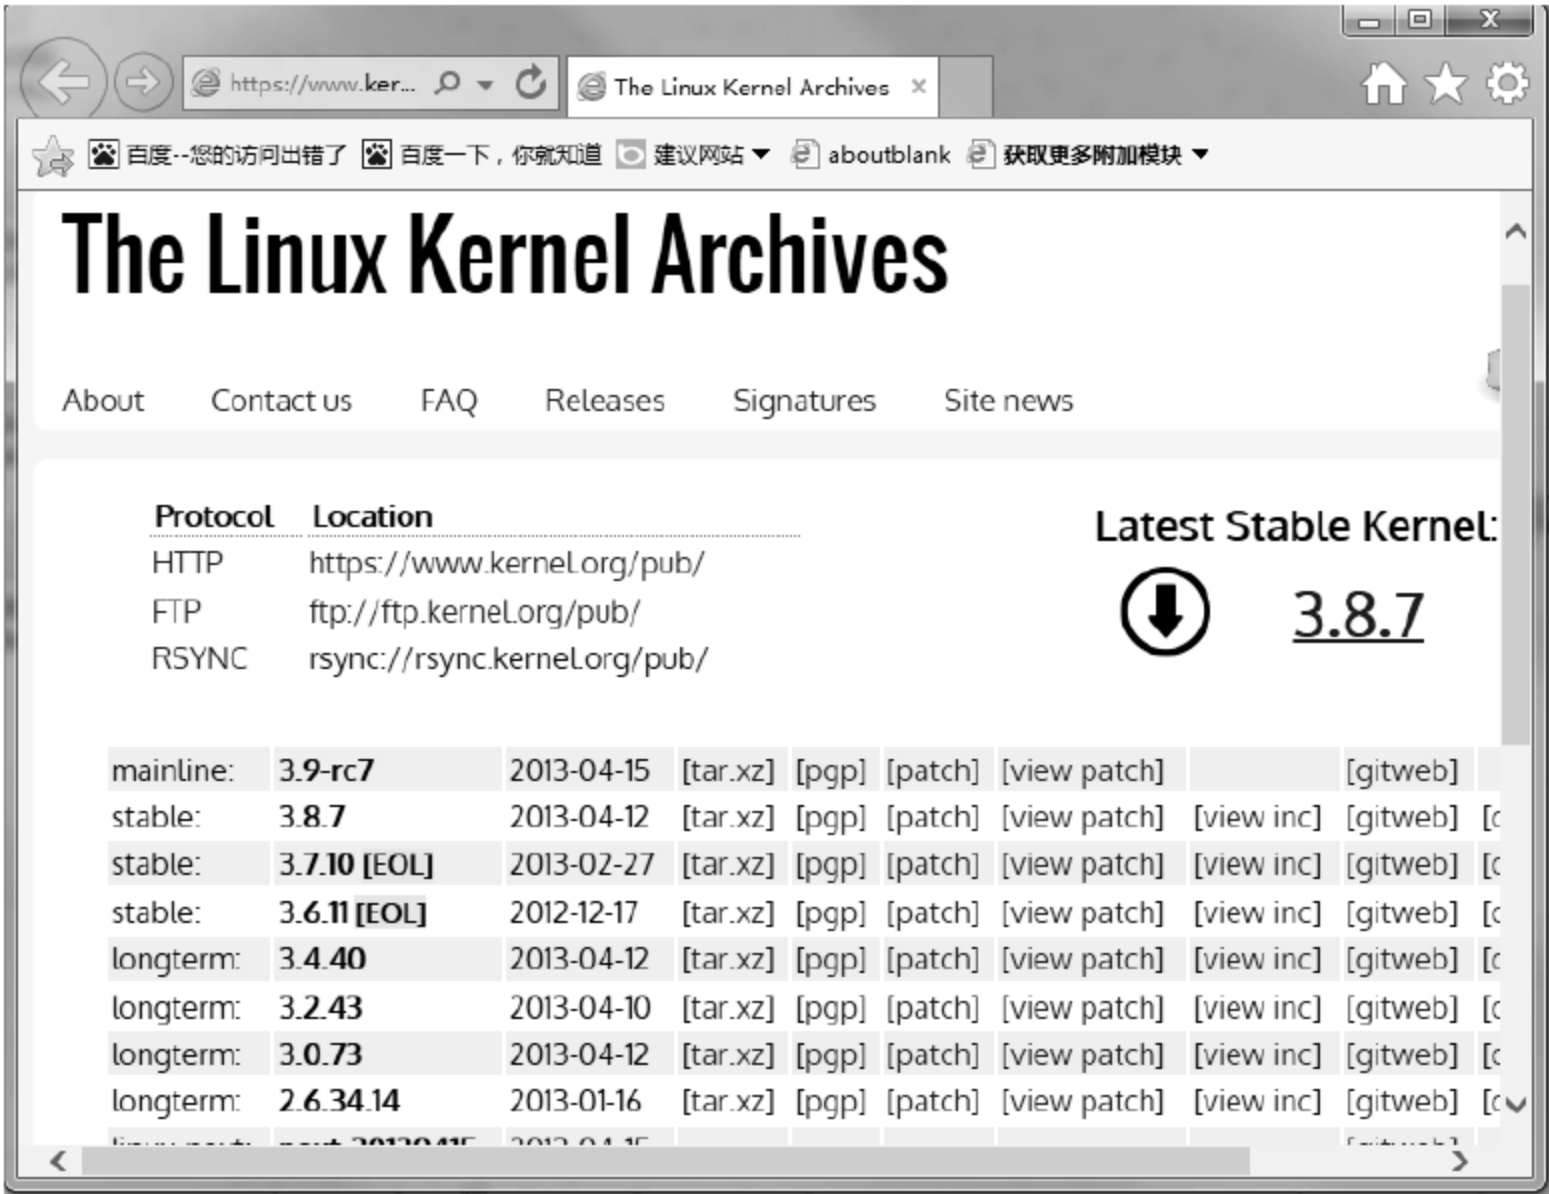 X
https://www.ker...
The Linux Kernel Archives ×
百度--您的访问出错了 百度一下，你就知道 建议网站 aboutblank 获取更多附加模块
The Linux Kernel Archives
About Contact us FAQ Releases Signatures Site news
Protocol Location
HTTP https://www.kernel.org/pub/
FTP ftp://ftp.kernel.org/pub/
RSYNC rsync://rsync.kernel.org/pub/
Latest Stable Kernel:
3.8.7
mainline: 3.9-rc7 2013-04-15 [tar.xz] [pgp] [patch] [view patch] [gitweb]
stable: 3.8.7 2013-04-12 [tar.xz] [pgp] [patch] [view patch] [view inc] [gitweb]
stable: 3.7.10 [EOL] 2013-02-27 [tar.xz] [pgp] [patch] [view patch] [view inc] [gitweb]
stable: 3.6.11 [EOL] 2012-12-17 [tar.xz] [pgp] [patch] [view patch] [view inc] [gitweb]
longterm: 3.4.40 2013-04-12 [tar.xz] [pgp] [patch] [view patch] [view inc] [gitweb]
longterm: 3.2.43 2013-04-10 [tar.xz] [pgp] [patch] [view patch] [view inc] [gitweb]
longterm: 3.0.73 2013-04-12 [tar.xz] [pgp] [patch] [view patch] [view inc] [gitweb]
longterm: 2.6.34.14 2013-01-16 [tar.xz] [pgp] [patch] [view patch] [view inc] [gitweb]